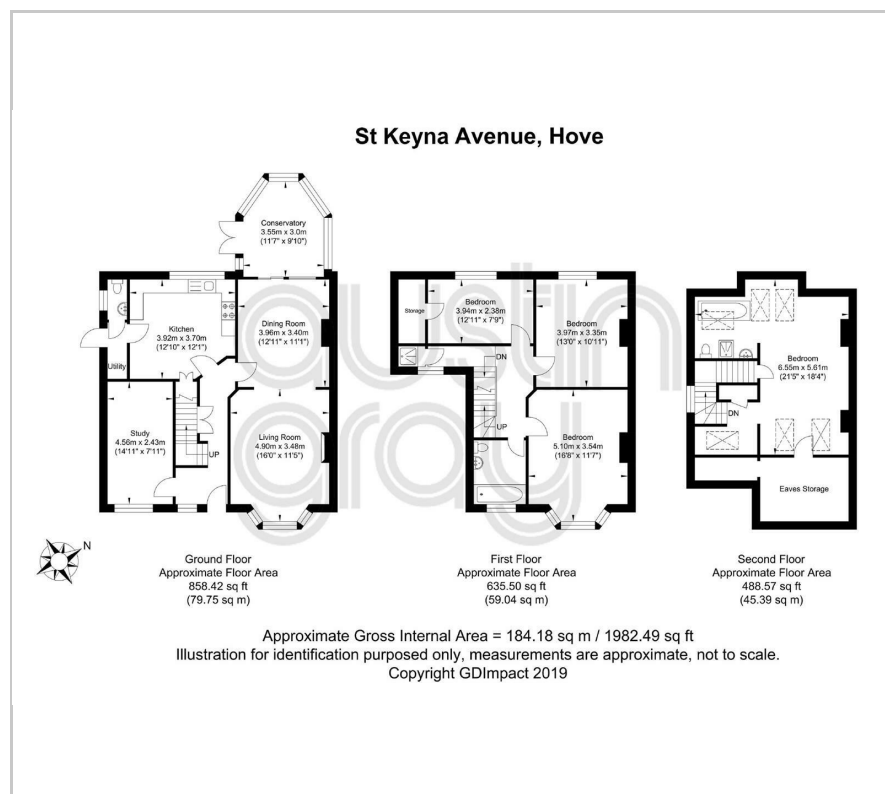 St Keyna Avenue, Hove
Conservatory
3.55m x 3.0m
(11'7" x 9'10")
Kitchen
3.92m x 3.70m
(12'10" x 12'1")
Dining Room
3.96m x 3.40m
(12'11" x 11'1")
Utility
Study
4.56m x 2.43m
(14'11" x 7'11")
UP
Living Room
4.90m x 3.48m
(16'0" x 11'5")
Storage
Bedroom
3.94m x 2.38m
(12'11" x 7'9")
Bedroom
3.97m x 3.35m
(13'0" x 10'11")
DN
UP
Bedroom
5.10m x 3.54m
(16'8" x 11'7")
Bedroom
6.55m x 5.61m
(21'5" x 18'4")
DN
Eaves Storage
austin
gray
N
Ground Floor
Approximate Floor Area
858.42 sq ft
(79.75 sq m)
First Floor
Approximate Floor Area
635.50 sq ft
(59.04 sq m)
Second Floor
Approximate Floor Area
488.57 sq ft
(45.39 sq m)
Approximate Gross Internal Area = 184.18 sq m / 1982.49 sq ft
Illustration for identification purposed only, measurements are approximate, not to scale.
Copyright GDImpact 2019